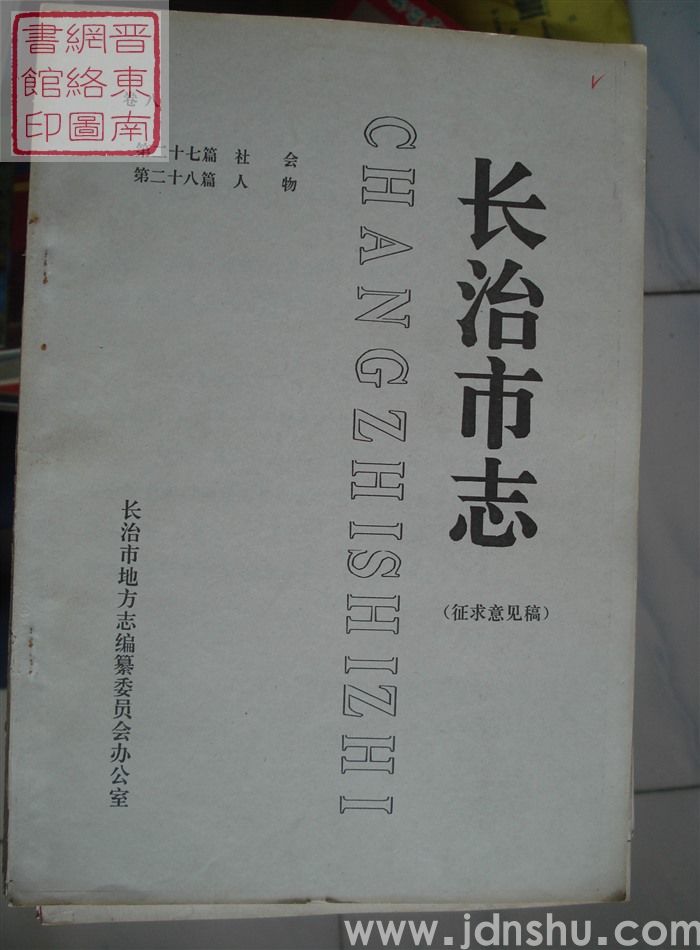 晋東南
網絡圖
書館印
卷八
第二十七篇 社 会
第二十八篇 人 物
长治市志
(征求意见稿)
CHANGZHISHIZHI
长治市地方志编纂委员会办公室
www.jdnshu.com